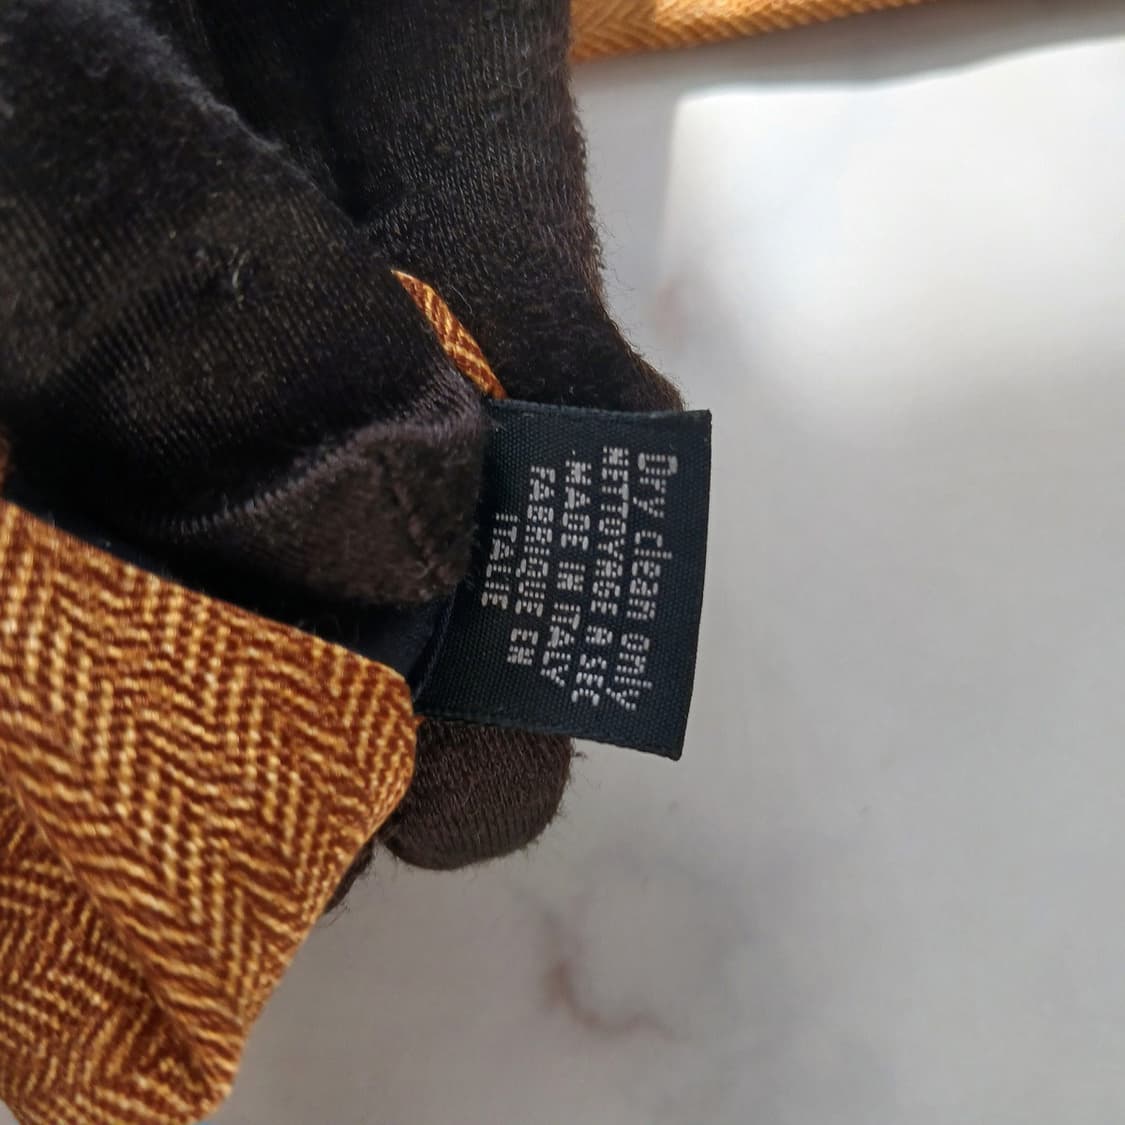 Dry clean only
NETTOYAGE A SEC
MADE IN ITALY
FABRIQUE EN
ITALIE